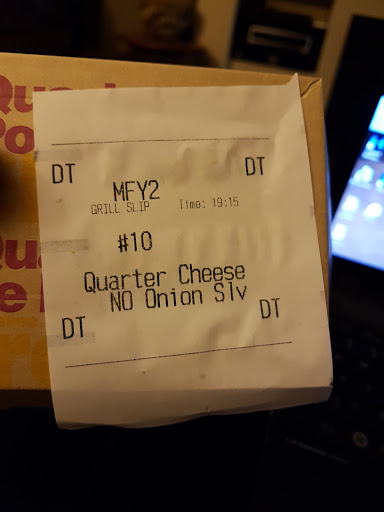 DT DT
MFY2
GRILL SLIP Time: 19:15
#10
Quarter Cheese
NO Onion Slv
DT DT